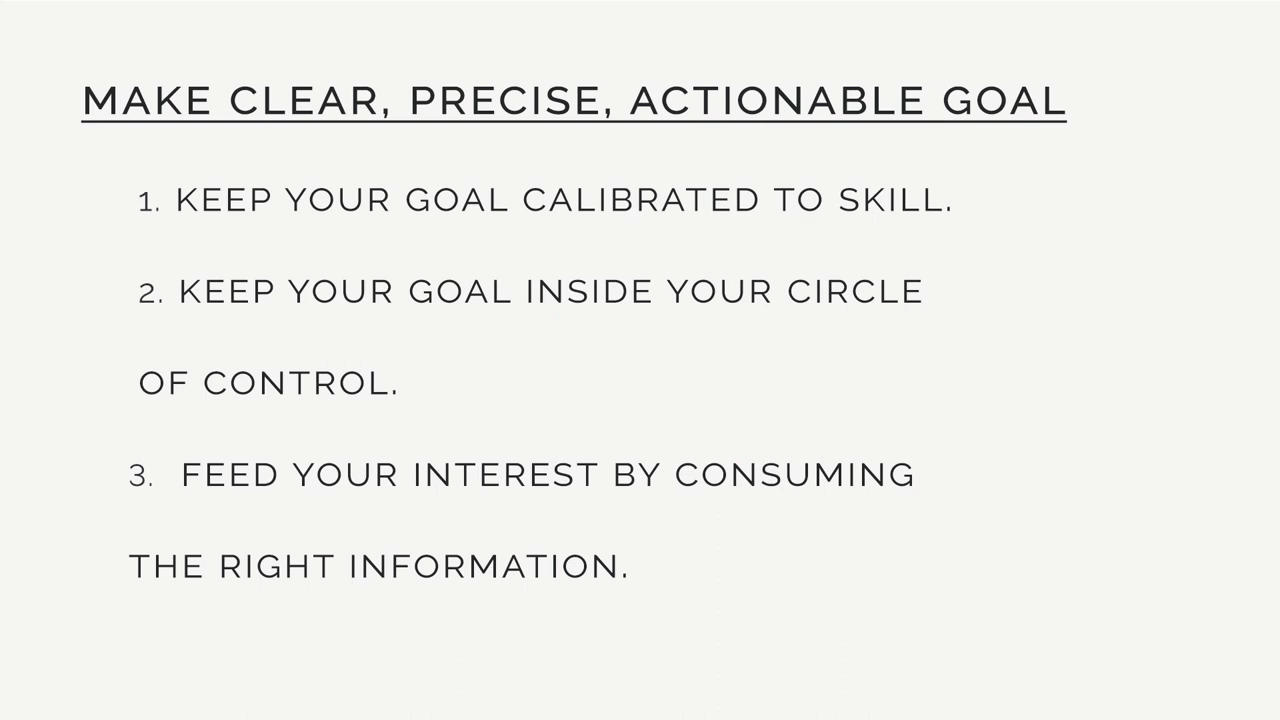 MAKE CLEAR, PRECISE, ACTIONABLE GOAL
1. KEEP YOUR GOAL CALIBRATED TO SKILL.
2. KEEP YOUR GOAL INSIDE YOUR CIRCLE
OF CONTROL.
3. FEED YOUR INTEREST BY CONSUMING
THE RIGHT INFORMATION.